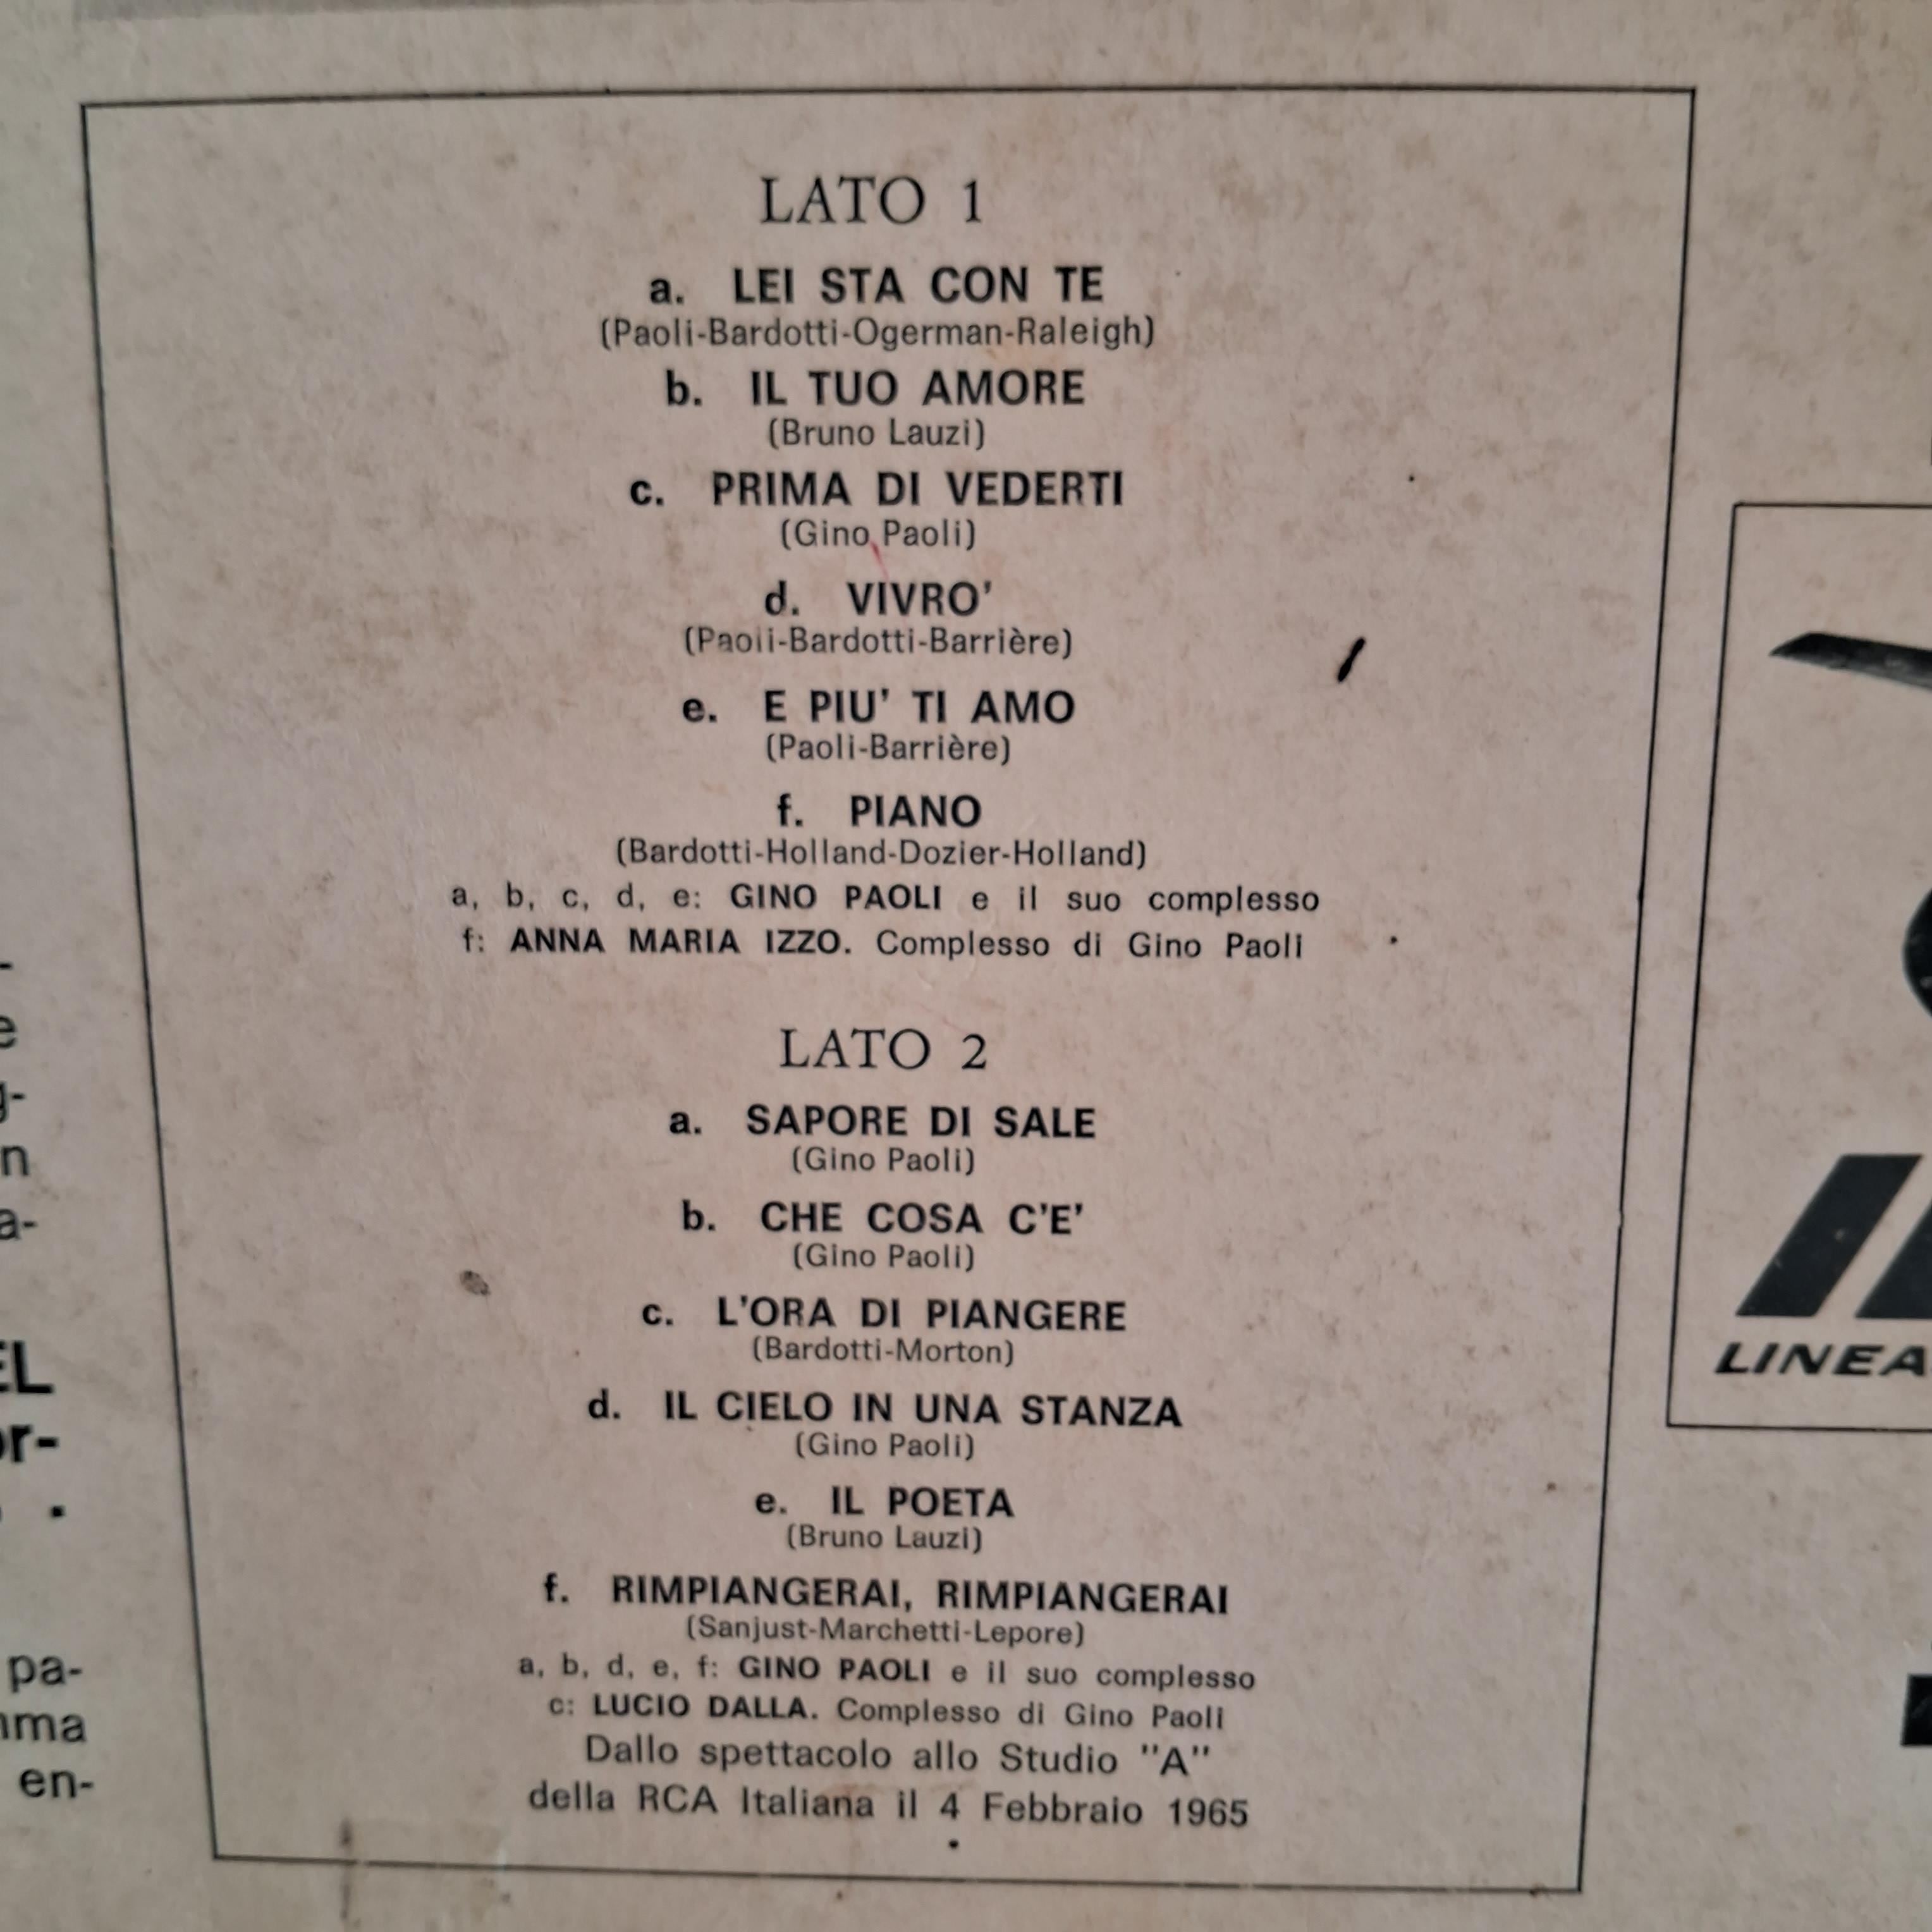 LATO 1
a. LEI STA CON TE
(Paoli-Bardotti-Ogerman-Raleigh)
b. IL TUO AMORE
(Bruno Lauzi)
c. PRIMA DI VEDERTI
(Gino Paoli)
d. VIVRO'
(Paoli-Bardotti-Barrière)
e. E PIU' TI AMO
(Paoli-Barrière)
f. PIANO
(Bardotti-Holland-Dozier-Holland)
a, b, c, d, e: GINO PAOLI e il suo complesso
f: ANNA MARIA IZZO. Complesso di Gino Paoli
LATO 2
a. SAPORE DI SALE
(Gino Paoli)
b. CHE COSA C'E'
(Gino Paoli)
c. L'ORA DI PIANGERE
(Bardotti-Morton)
d. IL CIELO IN UNA STANZA
(Gino Paoli)
e. IL POETA
(Bruno Lauzi)
f. RIMPIANGERAI, RIMPIANGERAI
(Sanjust-Marchetti-Lepore)
a, b, d, e, f: GINO PAOLI e il suo complesso
c: LUCIO DALLA. Complesso di Gino Paoli
Dallo spettacolo allo Studio "A"
della RCA Italiana il 4 Febbraio 1965
pa-
en-
LINEA